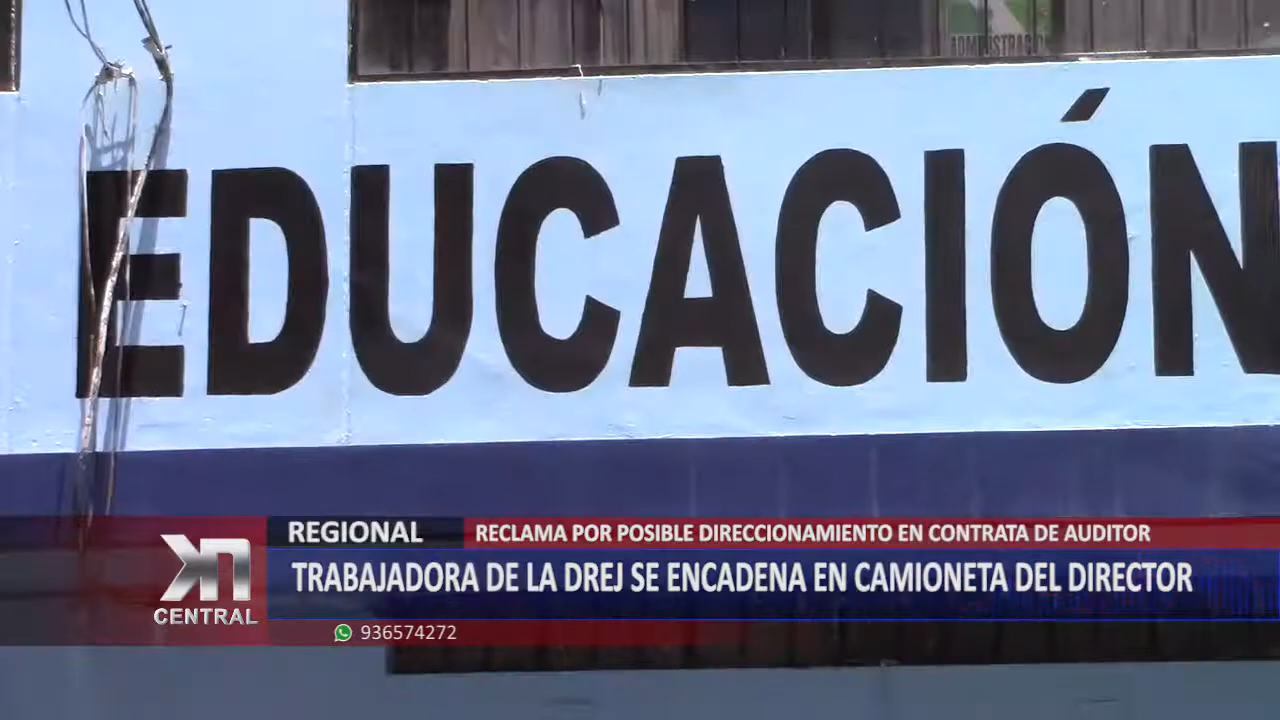 ADMINISTRACIÓN
EDUCACIÓN
REGIONAL
RECLAMA POR POSIBLE DIRECCIONAMIENTO EN CONTRATA DE AUDITOR
TRABAJADORA DE LA DREJ SE ENCADENA EN CAMIONETA DEL DIRECTOR
KN
CENTRAL
936574272